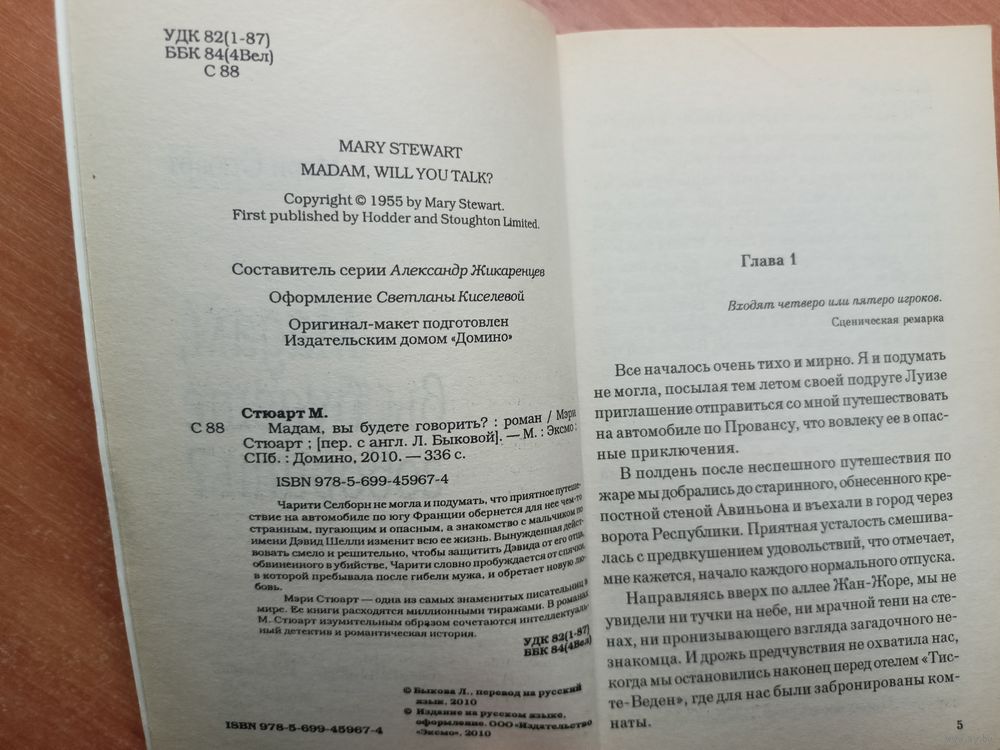 УДК 82(1-87)
ББК 84(4Вел)
С 88
MARY STEWART
MADAM, WILL YOU TALK?
Copyright © 1955 by Mary Stewart.
First published by Hodder and Stoughton Limited.
Составитель серии Александр Жикаренцев
Оформление Светланы Киселевой
Оригинал-макет подготовлен
Издательским домом «Домино»
Стюарт М.
С 88 Мадам, вы будете говорить? : роман / Мэри
Стюарт ; [пер. с англ. Л. Быковой]. — М. : Эксмо ;
СПб. : Домино, 2010. — 336 с.
ISBN 978-5-699-45967-4
Чарити Селборн не могла и подумать, что приятное путеше-
ствие на автомобиле по югу Франции обернется для нее чем-то
странным, пугающим и опасным, а знакомство с мальчиком по
имени Дэвид Шелли изменит всю ее жизнь. Вынужденная дейст-
вовать смело и решительно, чтобы защитить Дэвида от его отца,
обвиненного в убийстве, Чарити словно пробуждается от спячки,
в которой пребывала после гибели мужа, и обретает новую лю-
бовь.
Мэри Стюарт — одна из самых знаменитых писательниц в
мире. Ее книги расходятся миллионными тиражами. В романах
М. Стюарт изумительным образом сочетаются интеллектуаль-
ный детектив и романтическая история.
УДК 82(1-87)
ББК 84(4Вел)
© Быкова Л., перевод на русский
язык, 2010
© Издание на русском языке,
оформление. ООО «Издательство
«Эксмо», 2010
ISBN 978-5-699-45967-4
Глава 1
Входят четверо или пятеро игроков.
Сценическая ремарка
Все началось очень тихо и мирно. Я и подумать
не могла, посылая тем летом своей подруге Луизе
приглашение отправиться со мной путешествовать
на автомобиле по Провансу, что вовлеку ее в опас-
ные приключения.
В полдень после неспешного путешествия по
жаре мы добрались до старинного, обнесенного кре-
постной стеной Авиньона и въехали в город через
ворота Республики. Приятная усталость смешива-
лась с предвкушением удовольствий, что отмечает,
мне кажется, начало каждого нормального отпуска.
Направляясь вверх по аллее Жан-Жоре, мы не
увидели ни тучки на небе, ни мрачной тени на сте-
нах, ни пронизывающего взгляда загадочного не-
знакомца. И дрожь предчувствия не охватила нас,
когда мы остановились наконец перед отелем «Тис-
те-Веден», где для нас были забронированы ком-
наты.
5